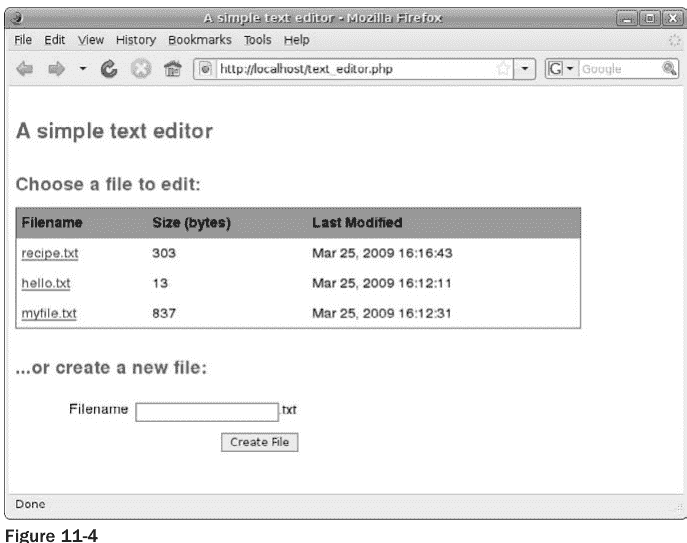 A simple text editor - Mozilla Firefox
File Edit View History Bookmarks Tools Help
http://localhost/text_editor.php
G Google
A simple text editor
Choose a file to edit:
Filename Size (bytes) Last Modified
recipe.txt 303 Mar 25, 2009 16:16:43
hello.txt 13 Mar 25, 2009 16:12:11
myfile.txt 837 Mar 25, 2009 16:12:31
...or create a new file:
Filename .txt
Create File
Done
Figure 11-4